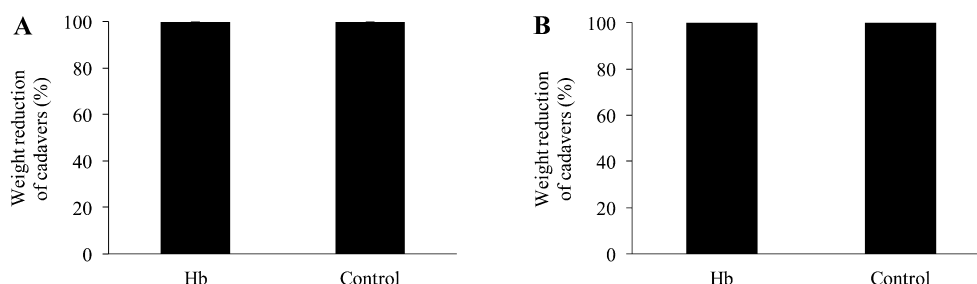 A
Weight reduction
of cadavers (%)
100
80
60
40
20
0
Hb
Control
B
Weight reduction
of cadavers (%)
100
80
60
40
20
0
Hb
Control